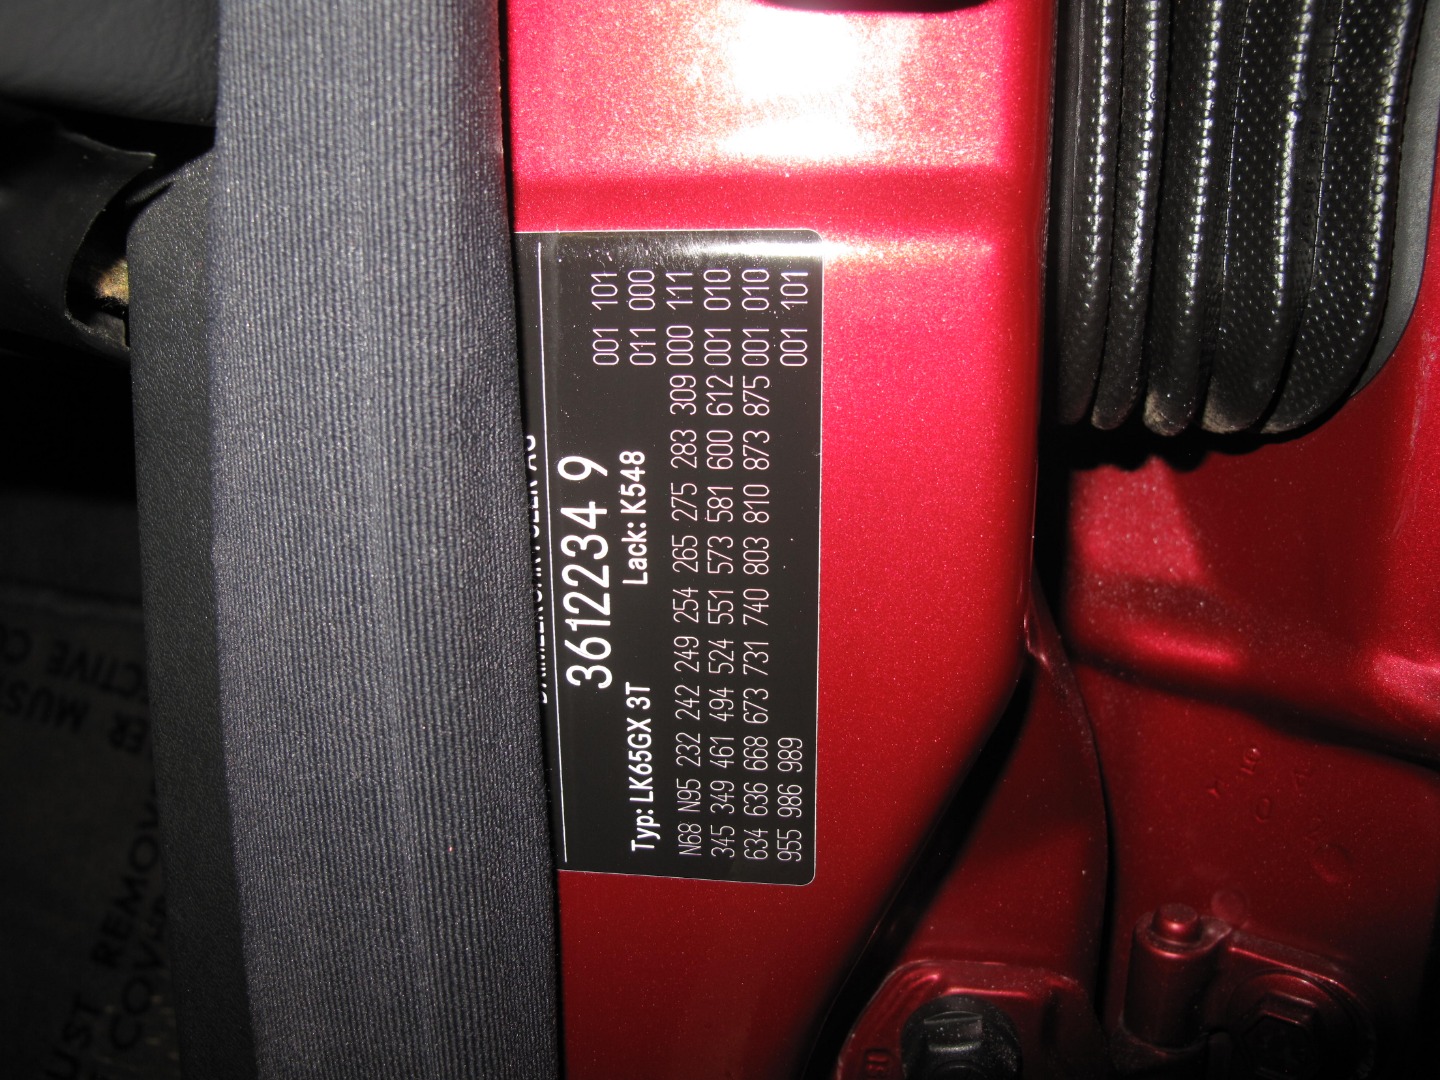 3612234 9 001 101
Typ: LK65GX 3T Lack: K548 011 000
N68 N95 232 242 249 254 265 275 283 309 000 111
345 349 461 494 524 551 573 581 600 612 001 010
634 636 668 673 731 740 803 810 873 875 001 010
955 986 989 001 101